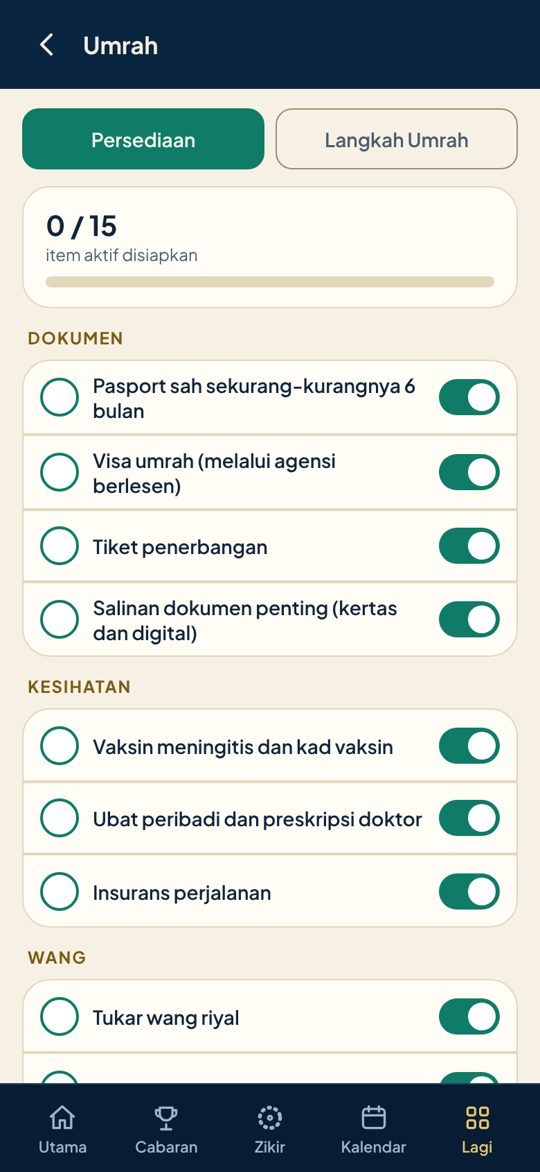 Umrah
Persediaan
Langkah Umrah
0 / 15
item aktif disiapkan
DOKUMEN
Pasport sah sekurang-kurangnya 6
bulan
Visa umrah (melalui agensi
berlesen)
Tiket penerbangan
Salinan dokumen penting (kertas
dan digital)
KESIHATAN
Vaksin meningitis dan kad vaksin
Ubat peribadi dan preskripsi doktor
Insurans perjalanan
WANG
Tukar wang riyal
Utama
Cabaran
Zikir
Kalendar
Lagi